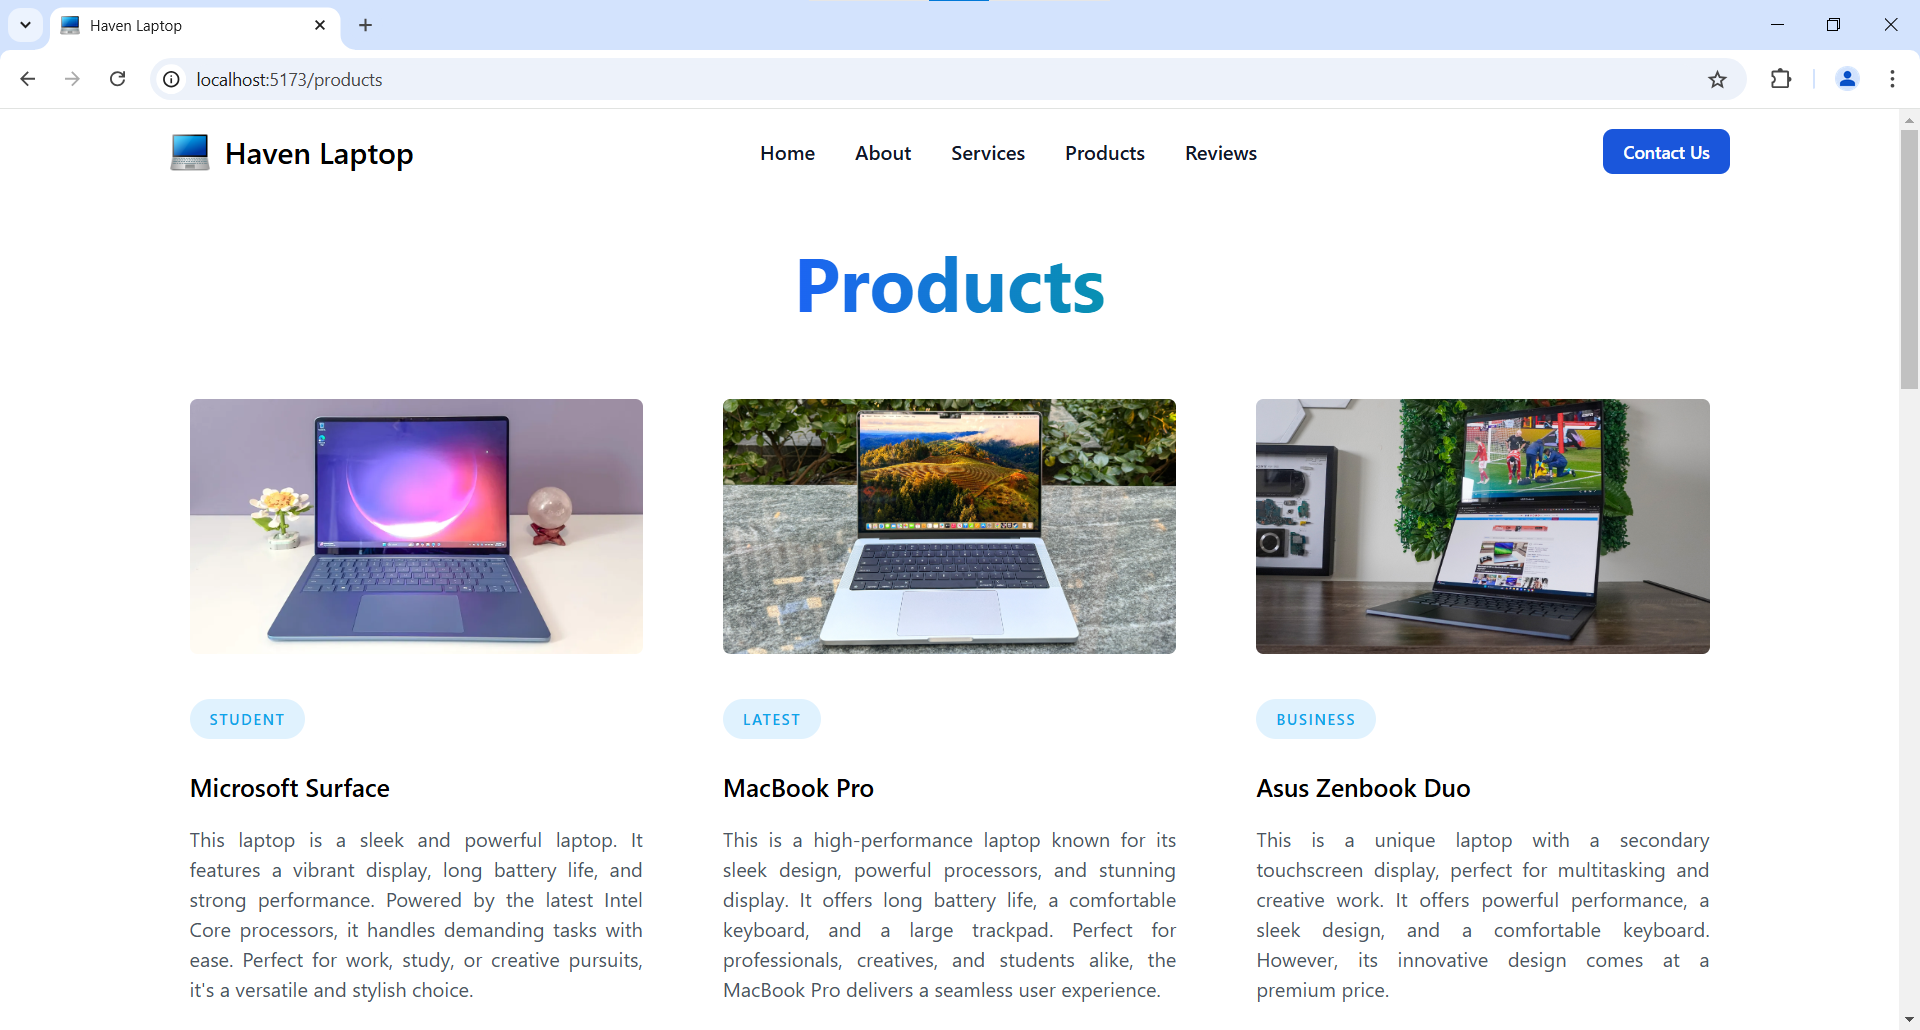 Haven Laptop
localhost:5173/products
Haven Laptop
Home About Services Products Reviews
Contact Us
Products
STUDENT
Microsoft Surface
This laptop is a sleek and powerful laptop. It
features a vibrant display, long battery life, and
strong performance. Powered by the latest Intel
Core processors, it handles demanding tasks with
ease. Perfect for work, study, or creative pursuits,
it's a versatile and stylish choice.
LATEST
MacBook Pro
This is a high-performance laptop known for its
sleek design, powerful processors, and stunning
display. It offers long battery life, a comfortable
keyboard, and a large trackpad. Perfect for
professionals, creatives, and students alike, the
MacBook Pro delivers a seamless user experience.
BUSINESS
Asus Zenbook Duo
This is a unique laptop with a secondary
touchscreen display, perfect for multitasking and
creative work. It offers powerful performance, a
sleek design, and a comfortable keyboard.
However, its innovative design comes at a
premium price.